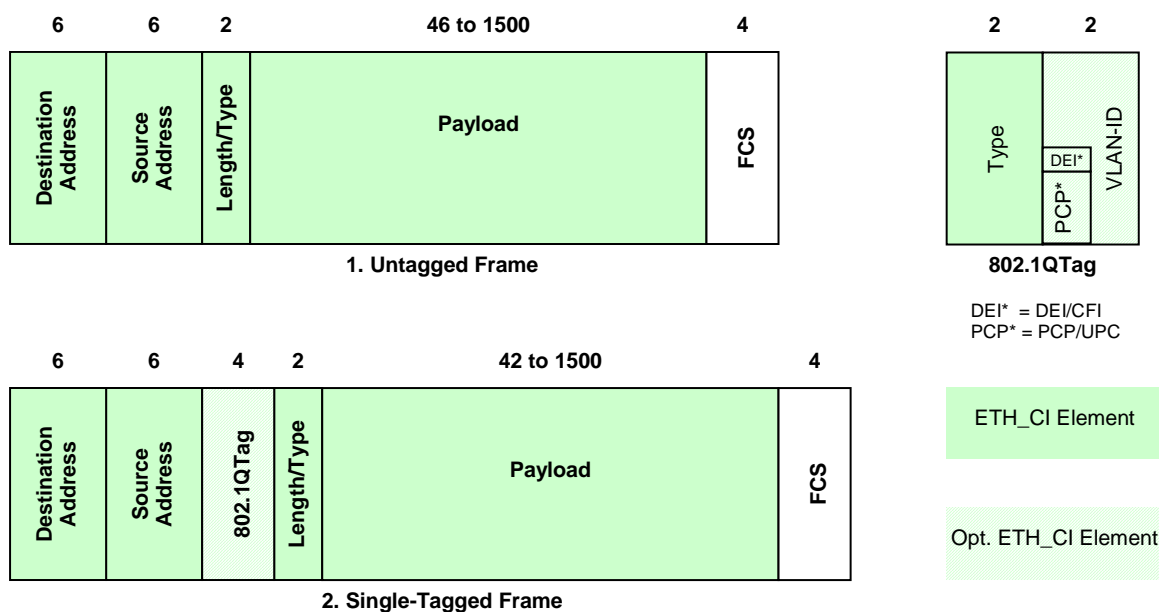 6 6 2 46 to 1500 4
Destination
Address
Source
Address
Length/Type
Payload
FCS
1. Untagged Frame
2 2
Type
DEI*
PCP*
VLAN-ID
802.1QTag
DEI* = DEI/CFI
PCP* = PCP/UPC
6 6 4 2 42 to 1500 4
Destination
Address
Source
Address
802.1QTag
Length/Type
Payload
FCS
2. Single-Tagged Frame
ETH_CI Element
Opt. ETH_CI Element